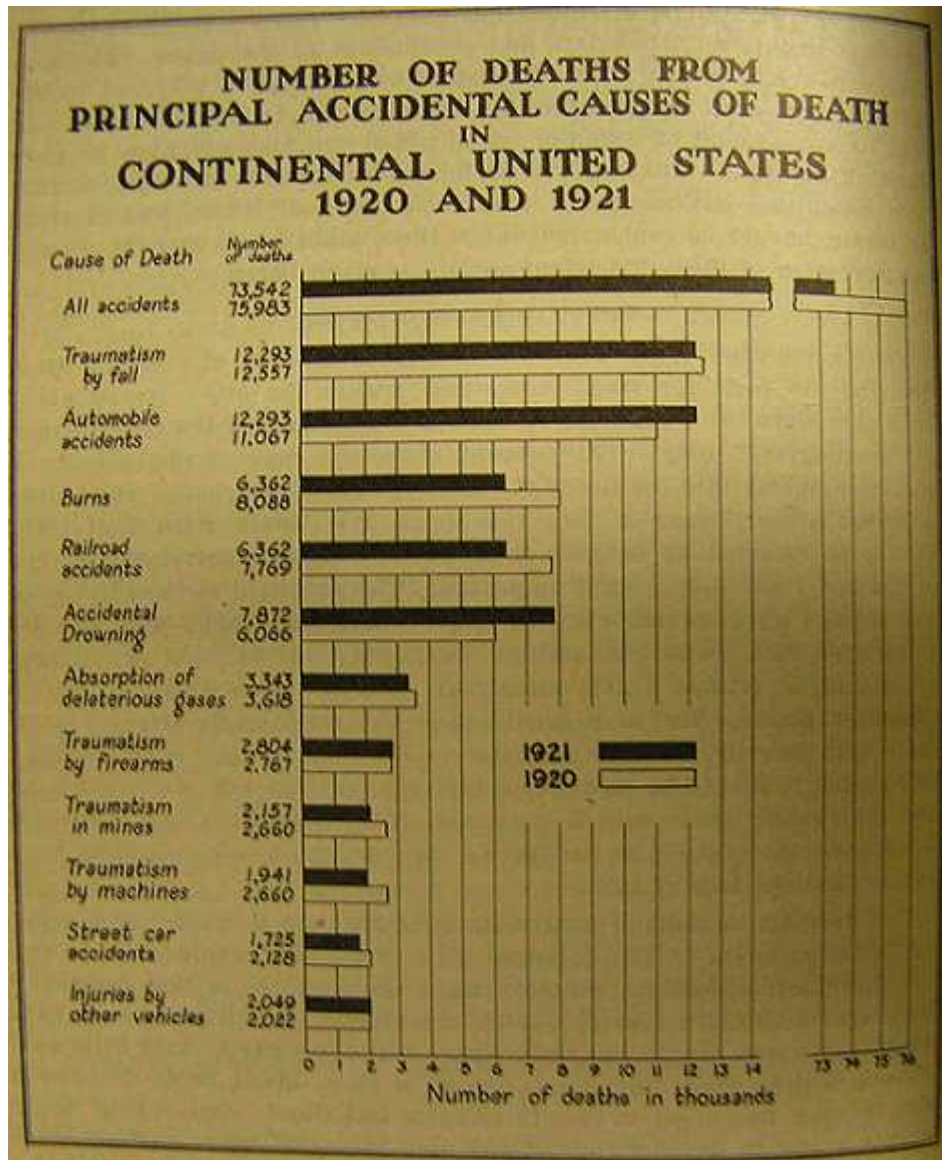 NUMBER OF DEATHS FROM
PRINCIPAL ACCIDENTAL CAUSES OF DEATH
IN
CONTINENTAL UNITED STATES
1920 AND 1921
Cause of Death
Number
of deaths
All accidents
73,542
75,983
Traumatism
by fall
12,293
12,557
Automobile
accidents
12,293
11,067
Burns
6,362
8,088
Railroad
accidents
6,362
7,769
Accidental
Drowning
7,872
6,066
Absorption of
deleterious gases
3,343
3,618
Traumatism
by firearms
2,804
2,767
Traumatism
in mines
2,157
2,660
Traumatism
by machines
1,941
2,660
Street car
accidents
1,725
2,128
Injuries by
other vehicles
2,049
2,022
1921
1920
0 1 2 3 4 5 6 7 8 9 10 11 12 13 14 73 74 75 76
Number of deaths in thousands